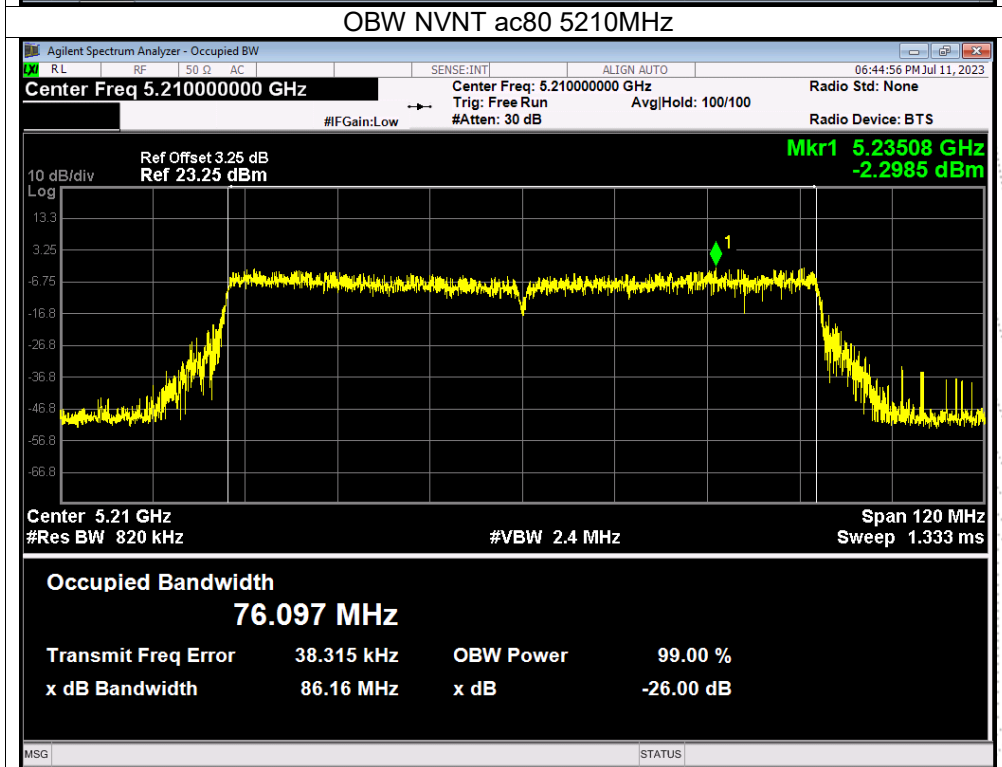 OBW NVNT ac80 5210MHz
Agilent Spectrum Analyzer - Occupied BW
LXI RL RF 50 Ω AC SENSE:INT ALIGN AUTO 06:44:56 PM Jul 11, 2023
Center Freq 5.210000000 GHz Center Freq: 5.210000000 GHz Radio Std: None
Trig: Free Run Avg|Hold: 100/100
#IFGain:Low #Atten: 30 dB Radio Device: BTS
Mkr1 5.23508 GHz
-2.2985 dBm
Ref Offset 3.25 dB
10 dB/div Ref 23.25 dBm
Log
13.3
3.25
-6.75
-16.8
-26.8
-36.8
-46.8
-56.8
-66.8
1
Center 5.21 GHz Span 120 MHz
#Res BW 820 kHz #VBW 2.4 MHz Sweep 1.333 ms
Occupied Bandwidth
76.097 MHz
Transmit Freq Error 38.315 kHz OBW Power 99.00 %
x dB Bandwidth 86.16 MHz x dB -26.00 dB
MSG STATUS